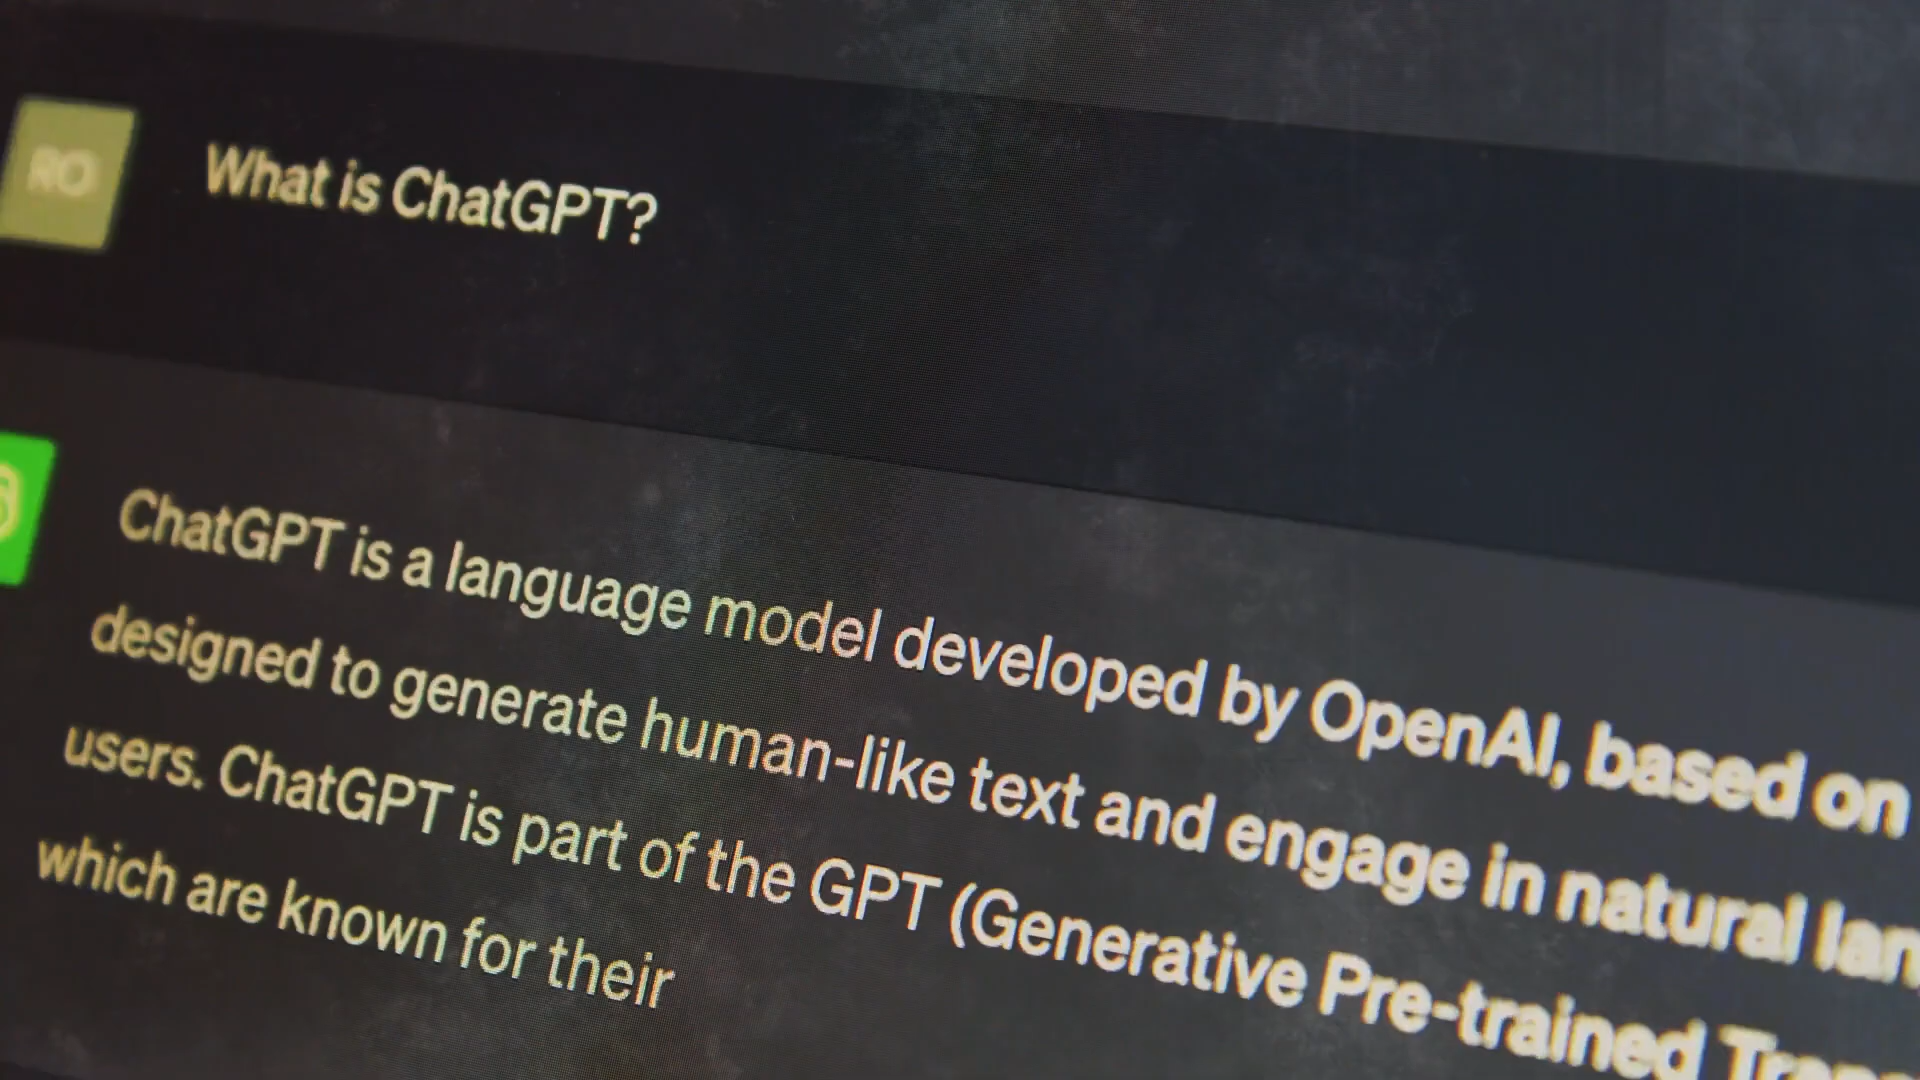 RO
What is ChatGPT?
ChatGPT is a language model developed by OpenAI, based on
designed to generate human-like text and engage in natural
users. ChatGPT is part of the GPT (Generative Pre-trained
which are known for their